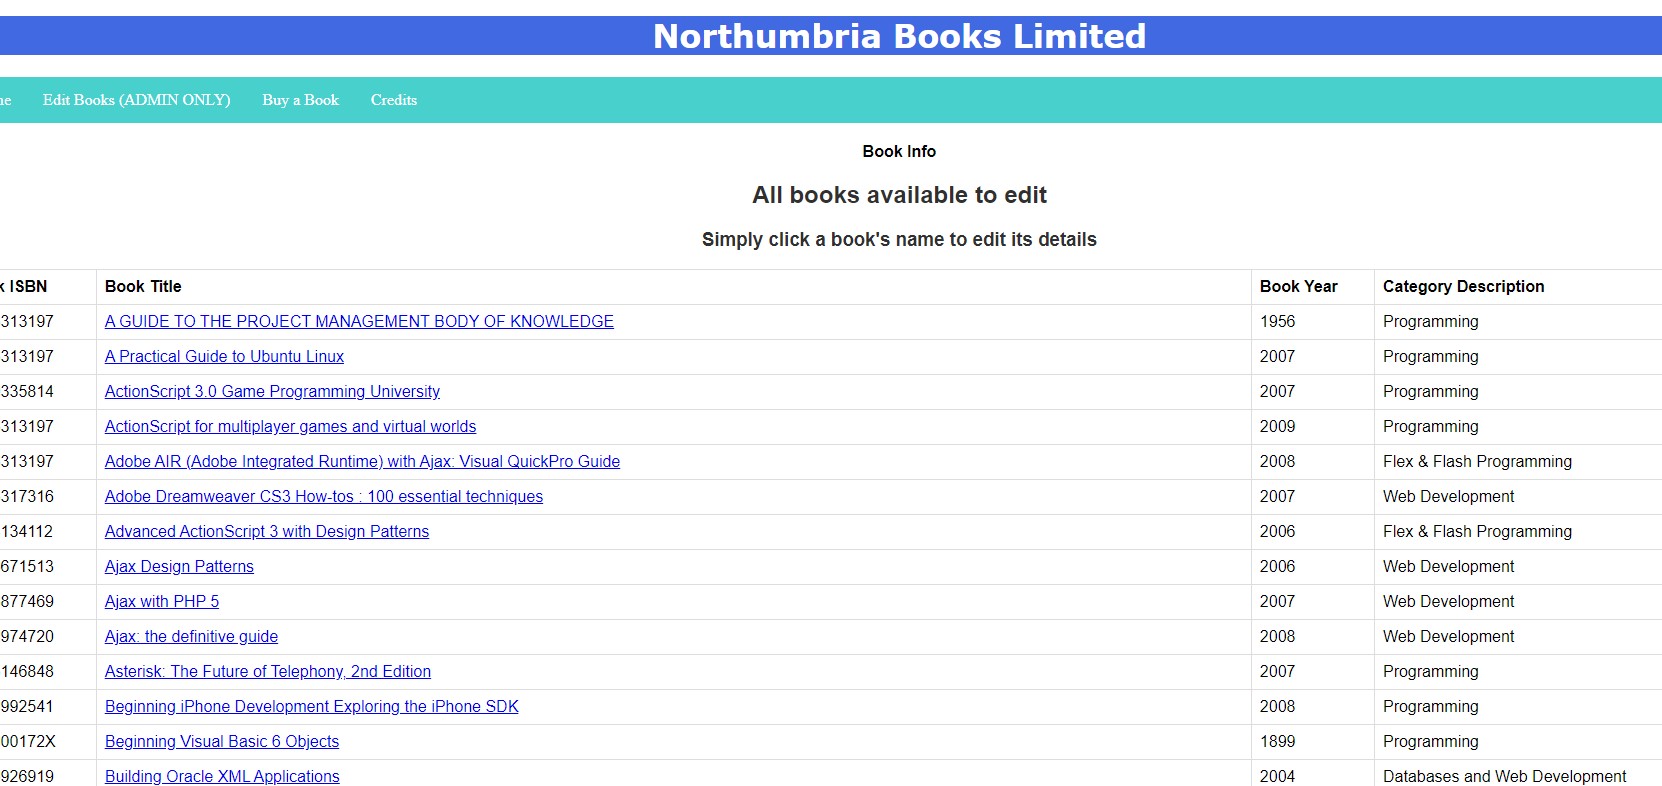 Northumbria Books Limited
Edit Books (ADMIN ONLY) Buy a Book Credits
Book Info
All books available to edit
Simply click a book's name to edit its details
ISBN Book Title Book Year Category Description
313197 A GUIDE TO THE PROJECT MANAGEMENT BODY OF KNOWLEDGE 1956 Programming
313197 A Practical Guide to Ubuntu Linux 2007 Programming
335814 ActionScript 3.0 Game Programming University 2007 Programming
313197 ActionScript for multiplayer games and virtual worlds 2009 Programming
313197 Adobe AIR (Adobe Integrated Runtime) with Ajax: Visual QuickPro Guide 2008 Flex & Flash Programming
317316 Adobe Dreamweaver CS3 How-tos : 100 essential techniques 2007 Web Development
134112 Advanced ActionScript 3 with Design Patterns 2006 Flex & Flash Programming
671513 Ajax Design Patterns 2006 Web Development
877469 Ajax with PHP 5 2007 Web Development
974720 Ajax: the definitive guide 2008 Web Development
146848 Asterisk: The Future of Telephony, 2nd Edition 2007 Programming
992541 Beginning iPhone Development Exploring the iPhone SDK 2008 Programming
00172X Beginning Visual Basic 6 Objects 1899 Programming
926919 Building Oracle XML Applications 2004 Databases and Web Development